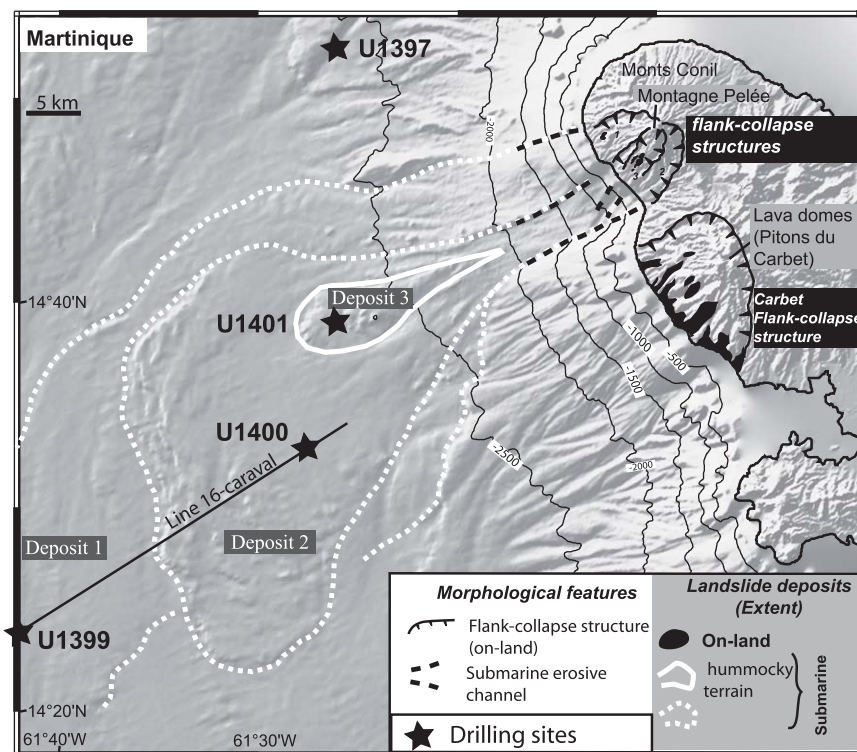 Martinique
U1397
5 km
Monts Conil
Montagne Pelée
flank-collapse
structures
-2000
3
2
Lava domes
(Pitons du
Carbet)
14°40'N
Deposit 3
U1401
Carbet
Flank-collapse
structure
-1000
-500
-1500
U1400
-2500
-2000
Line 16-caraval
Deposit 1
Deposit 2
U1399
Morphological features
Flank-collapse structure
(on-land)
Submarine erosive
channel
Drilling sites
Landslide deposits
(Extent)
On-land
hummocky
terrain
Submarine
14°20'N
61°40'W
61°30'W